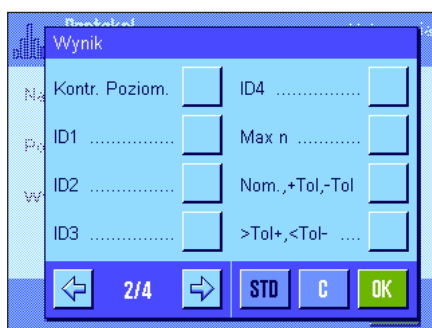 Wynik
Kontr. Poziom.
ID4 ..............
ID1 ..............
Max n ............
ID2 ..............
Nom.,+Tol,-Tol
ID3 ..............
>Tol+,<Tol- ....
2/4
STD
C
OK